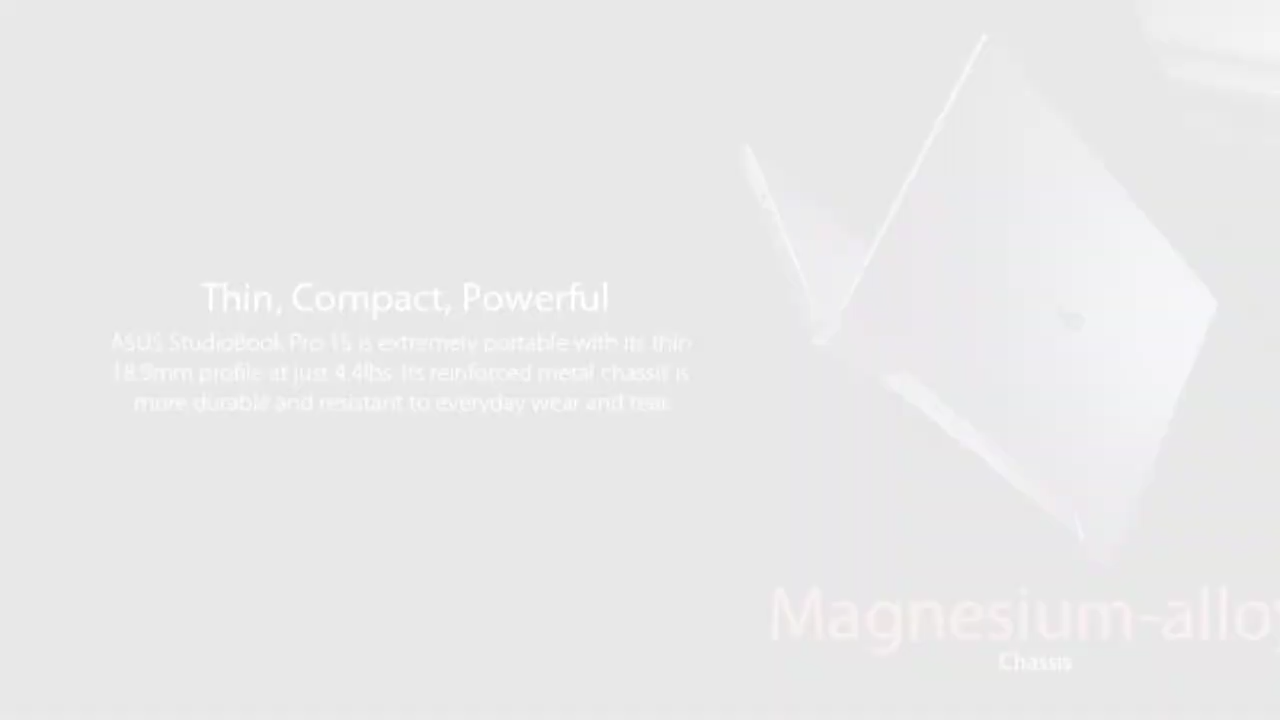 Thin, Compact, Powerful
ASUS StudioBook Pro 15 is extremely portable with its thin
18.9mm profile at just 4.4lbs. Its reinforced metal chassis is
more durable and resistant to everyday wear and tear.
Magnesium-alloy
Chassis